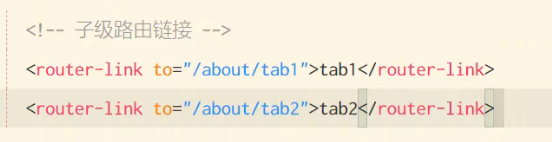 <!-- 子级路由链接 -->
<router-link to="/about/tab1">tab1</router-link>
<router-link to="/about/tab2">tab2</router-link>